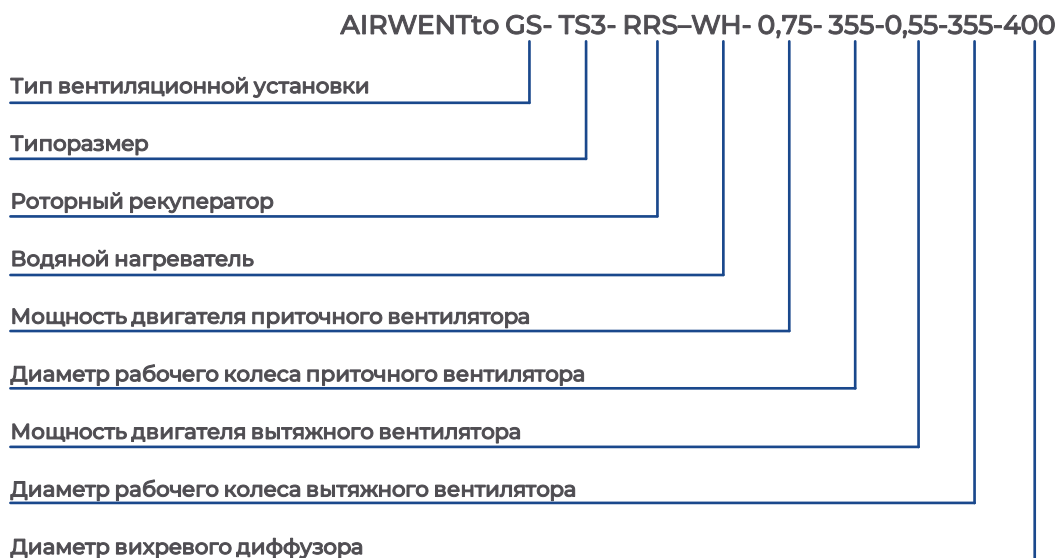 AIRWENTto GS- TS3- RRS–WH- 0,75- 355-0,55-355-400
Тип вентиляционной установки
Типоразмер
Роторный рекуператор
Водяной нагреватель
Мощность двигателя приточного вентилятора
Диаметр рабочего колеса приточного вентилятора
Мощность двигателя вытяжного вентилятора
Диаметр рабочего колеса вытяжного вентилятора
Диаметр вихревого диффузора